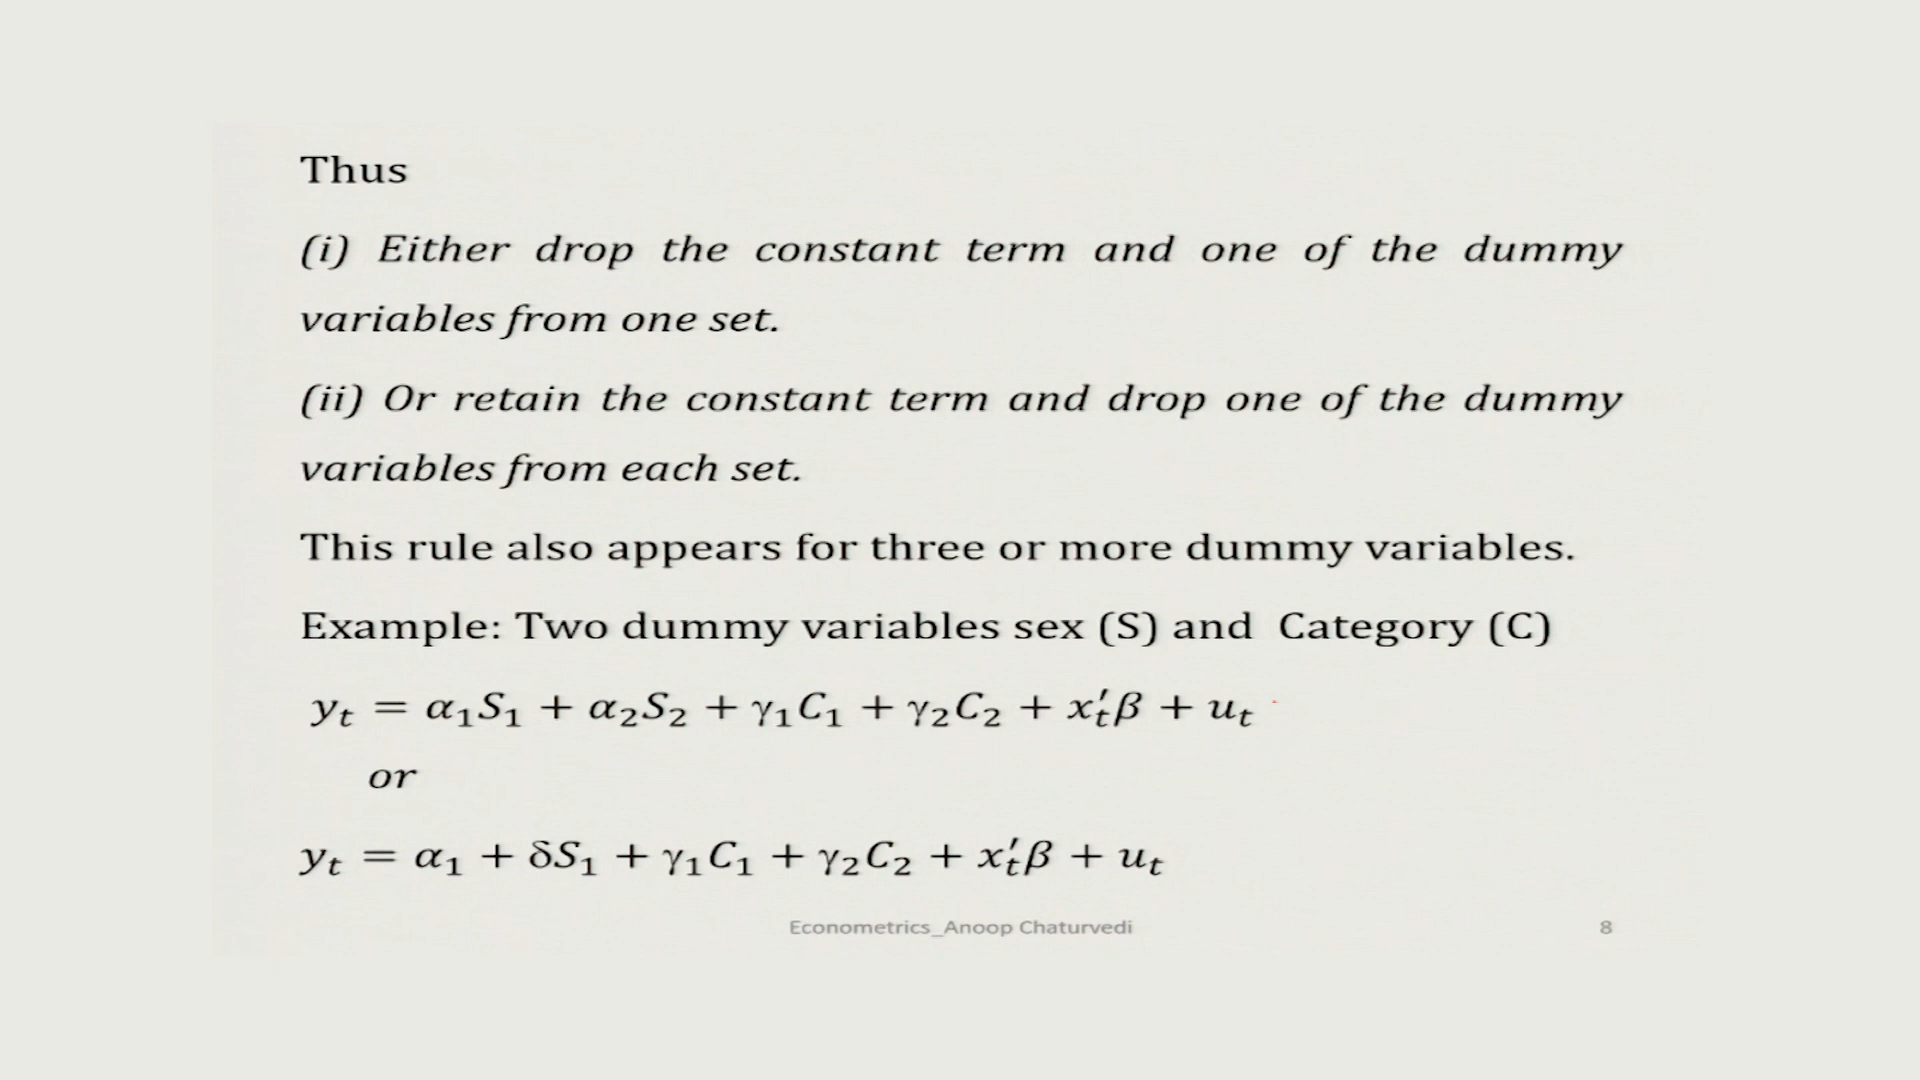 Thus
(i) Either drop the constant term and one of the dummy
variables from one set.
(ii) Or retain the constant term and drop one of the dummy
variables from each set.
This rule also appears for three or more dummy variables.
Example: Two dummy variables sex (S) and Category (C)
yₜ = α₁S₁ + α₂S₂ + γ₁C₁ + γ₂C₂ + xₜ′β + uₜ
or
yₜ = α₁ + δS₁ + γ₁C₁ + γ₂C₂ + xₜ′β + uₜ
Econometrics_Anoop Chaturvedi 8